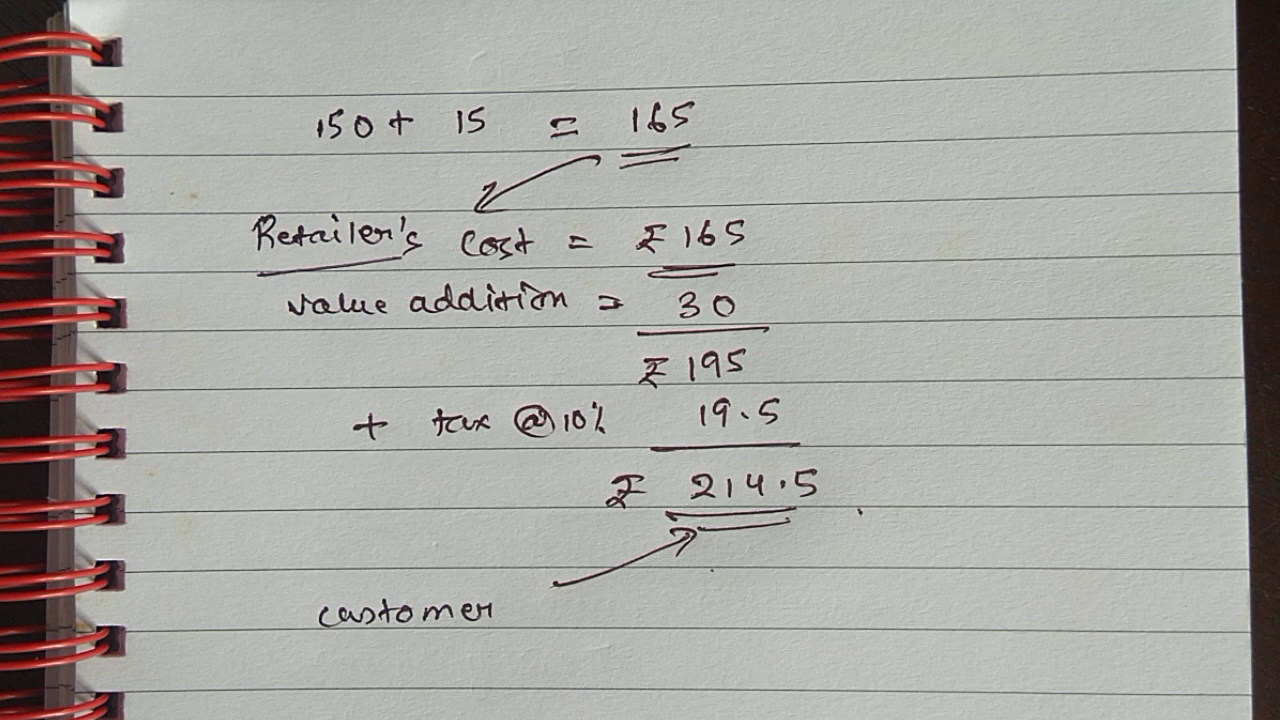 150 + 15 = 165
Retailer's cost = ₹ 165
value addition = 30
₹ 195
+ tax @ 10% 19.5
₹ 214.5
customer